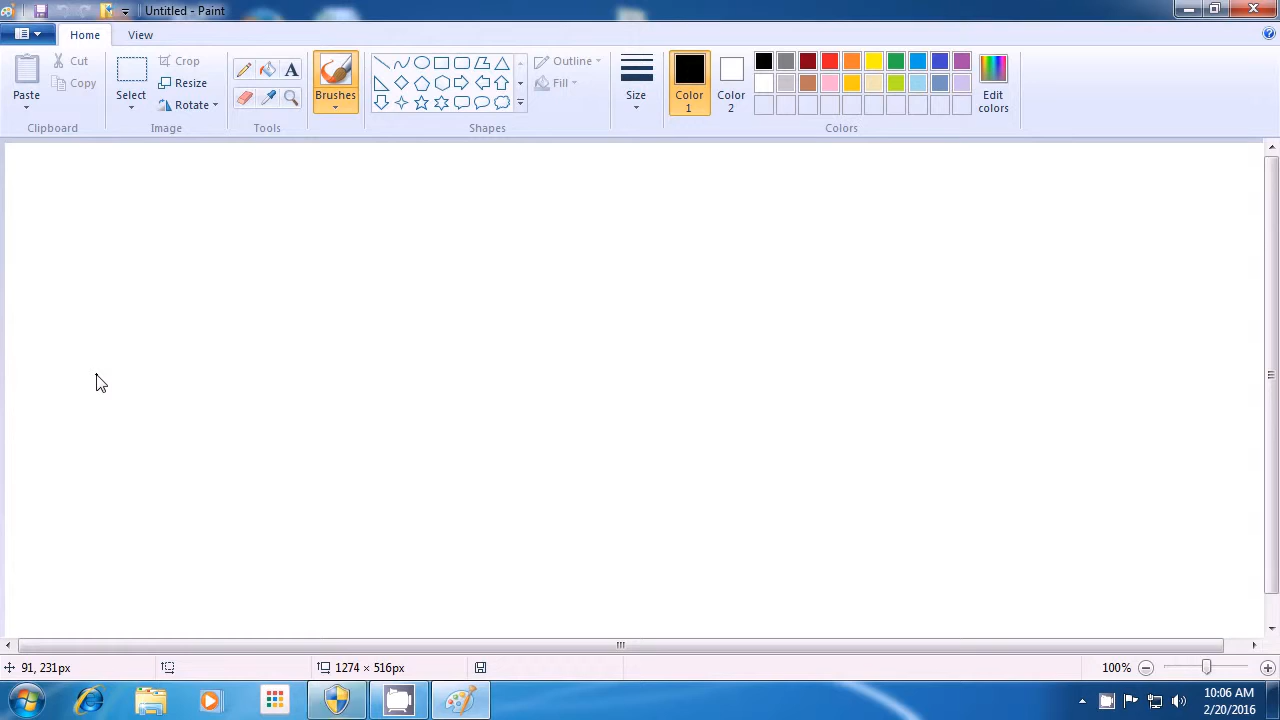 Untitled - Paint
Home View
Paste
Cut
Copy
Clipboard
Select
Crop
Resize
Rotate
Image
A
Tools
Brushes
Shapes
Outline
Fill
Size
Color 1
Color 2
Edit colors
Colors
91, 231px
1274 × 516px
100%
10:06 AM
2/20/2016